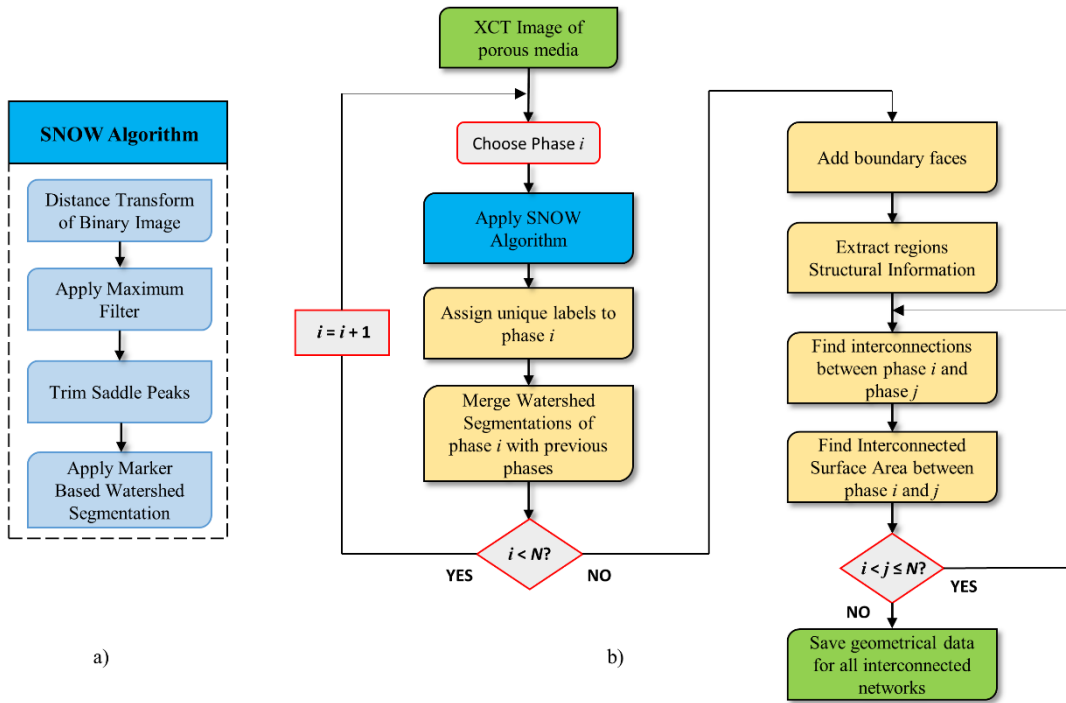 SNOW Algorithm
Distance Transform
of Binary Image
Apply Maximum
Filter
Trim Saddle Peaks
Apply Marker
Based Watershed
Segmentation
a)
XCT Image of
porous media
Choose Phase i
Apply SNOW
Algorithm
Assign unique labels to
phase i
Merge Watershed
Segmentations of
phase i with previous
phases
i < N?
YES
NO
i = i + 1
b)
Add boundary faces
Extract regions
Structural Information
Find interconnections
between phase i and
phase j
Find Interconnected
Surface Area between
phase i and j
i < j ≤ N?
YES
NO
Save geometrical data
for all interconnected
networks